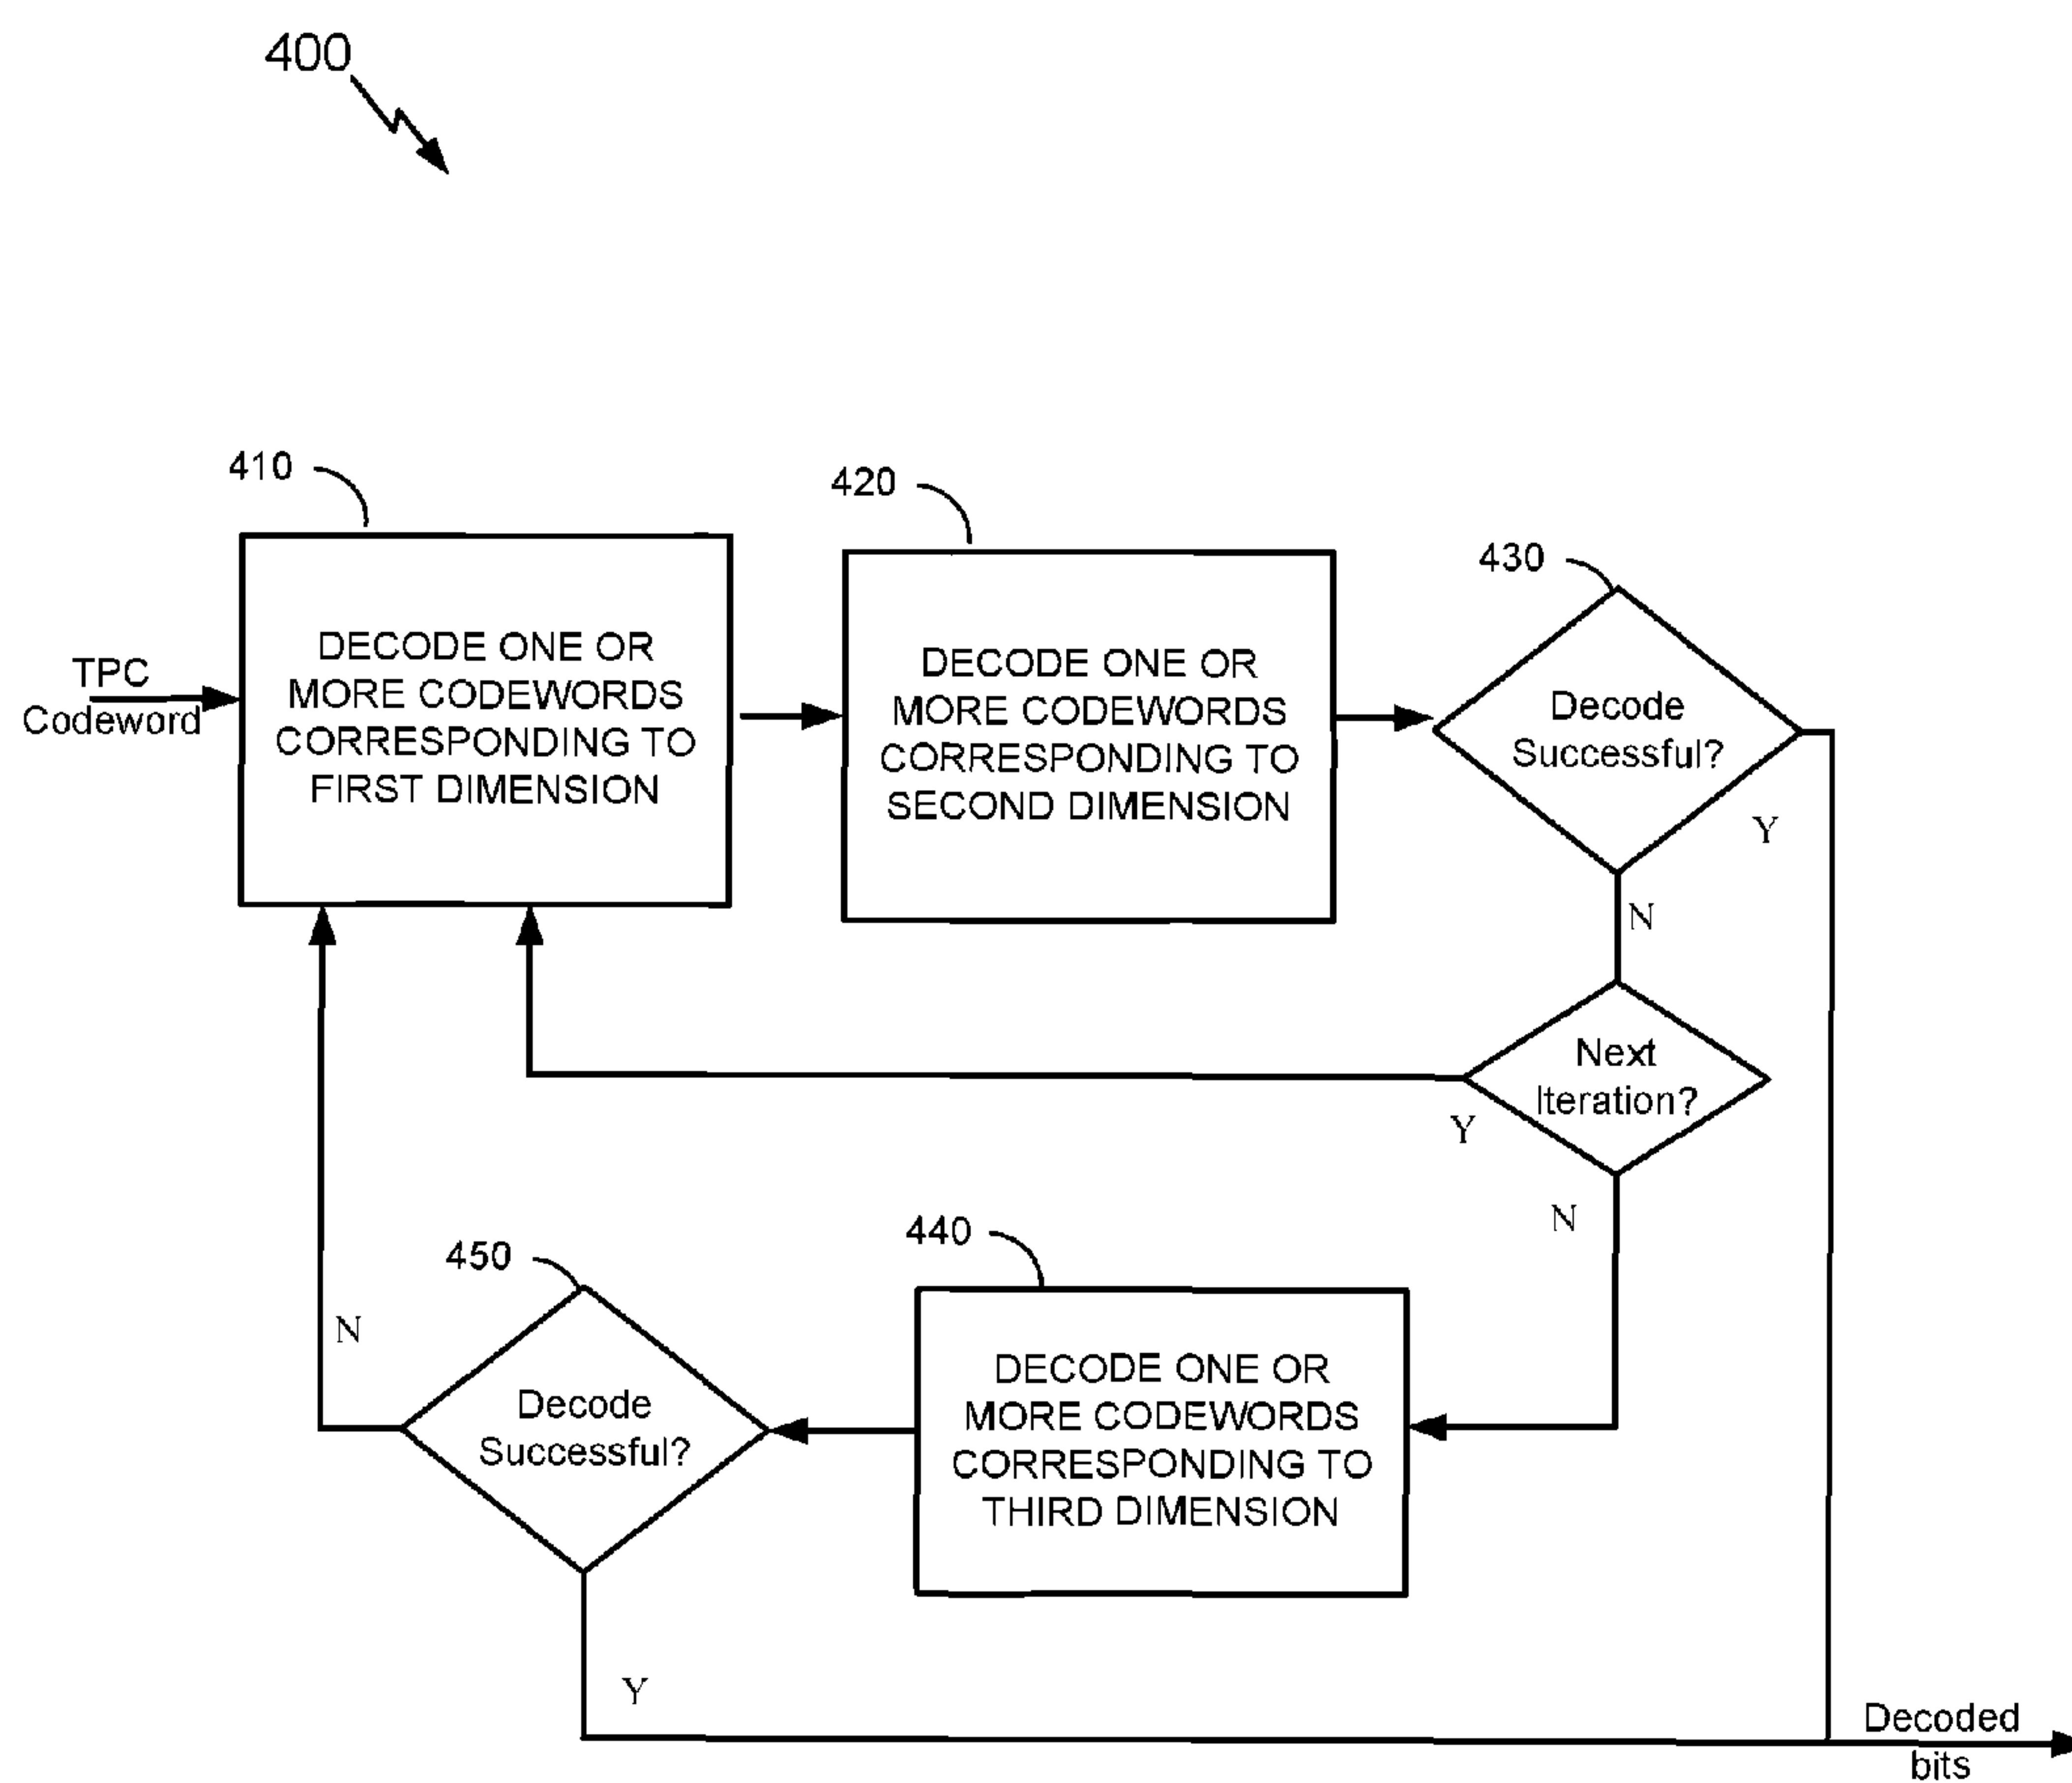 400
410
420
430
TPC
Codeword
DECODE ONE OR
MORE CODEWORDS
CORRESPONDING TO
FIRST DIMENSION
DECODE ONE OR
MORE CODEWORDS
CORRESPONDING TO
SECOND DIMENSION
Decode
Successful?
Y
N
Next
Iteration?
Y
N
440
450
DECODE ONE OR
MORE CODEWORDS
CORRESPONDING TO
THIRD DIMENSION
Decode
Successful?
N
Y
Decoded
bits